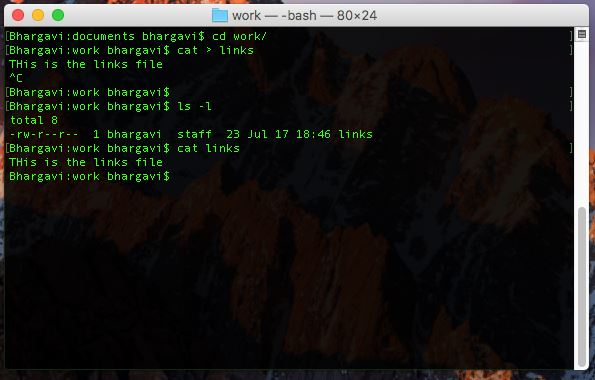 work — -bash — 80×24
[Bhargavi:documents bhargavi$ cd work/ ]
[Bhargavi:work bhargavi$ cat > links ]
THis is the links file
^C
[Bhargavi:work bhargavi$ ]
[Bhargavi:work bhargavi$ ls -l ]
total 8
-rw-r--r--  1 bhargavi  staff  23 Jul 17 18:46 links
[Bhargavi:work bhargavi$ cat links ]
THis is the links file
Bhargavi:work bhargavi$